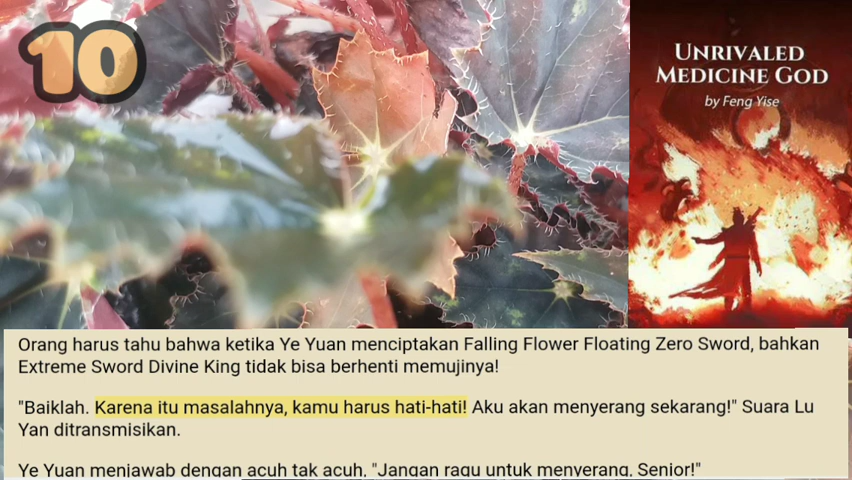 10
UNRIVALED
MEDICINE GOD
by Feng Yise
Orang harus tahu bahwa ketika Ye Yuan menciptakan Falling Flower Floating Zero Sword, bahkan
Extreme Sword Divine King tidak bisa berhenti memujinya!
"Baiklah. Karena itu masalahnya, kamu harus hati-hati! Aku akan menyerang sekarang!" Suara Lu
Yan ditransmisikan.
Ye Yuan menjawab dengan acuh tak acuh, "Jangan ragu untuk menyerang, Senior!"